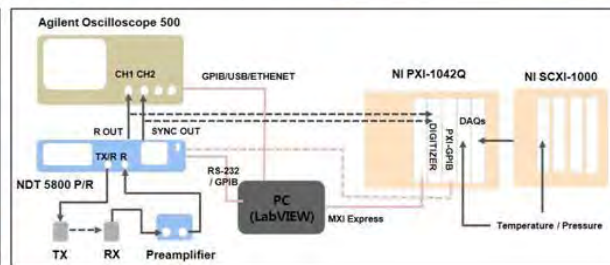 Agilent Oscilloscope 500
CH1 CH2
GPIB/USB/ETHENET
NI PXI-1042Q
NI SCXI-1000
DIGITIZER
PXI-GPIB
DAQs
R OUT
SYNC OUT
TX/R R
NDT 5800 P/R
RS-232
/ GPIB
PC
(LabVIEW)
MXI Express
Temperature / Pressure
TX
RX
Preamplifier